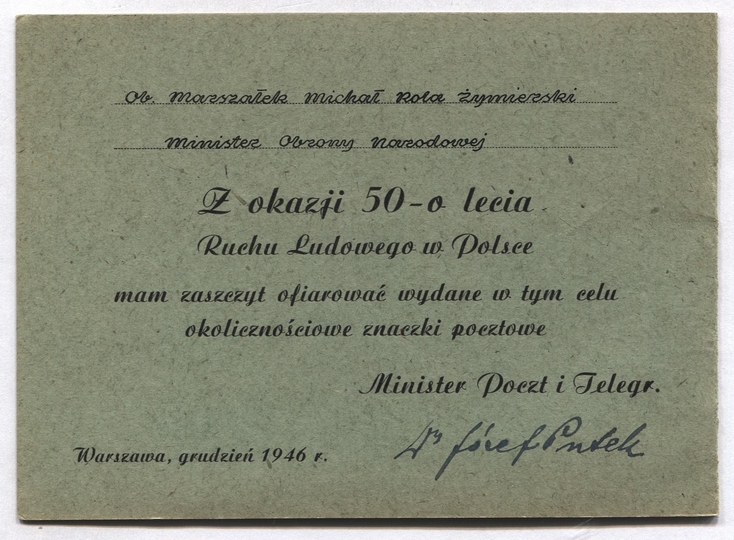 Ob. Marszałek Michał Rola Żymierski
Minister Obrony Narodowej
Z okazji 50-o lecia
Ruchu Ludowego w Polsce
mam zaszczyt ofiarować wydane w tym celu
okolicznościowe znaczki pocztowe
Minister Poczt i Telegr.
Dr Józef Putek
Warszawa, grudzień 1946 r.